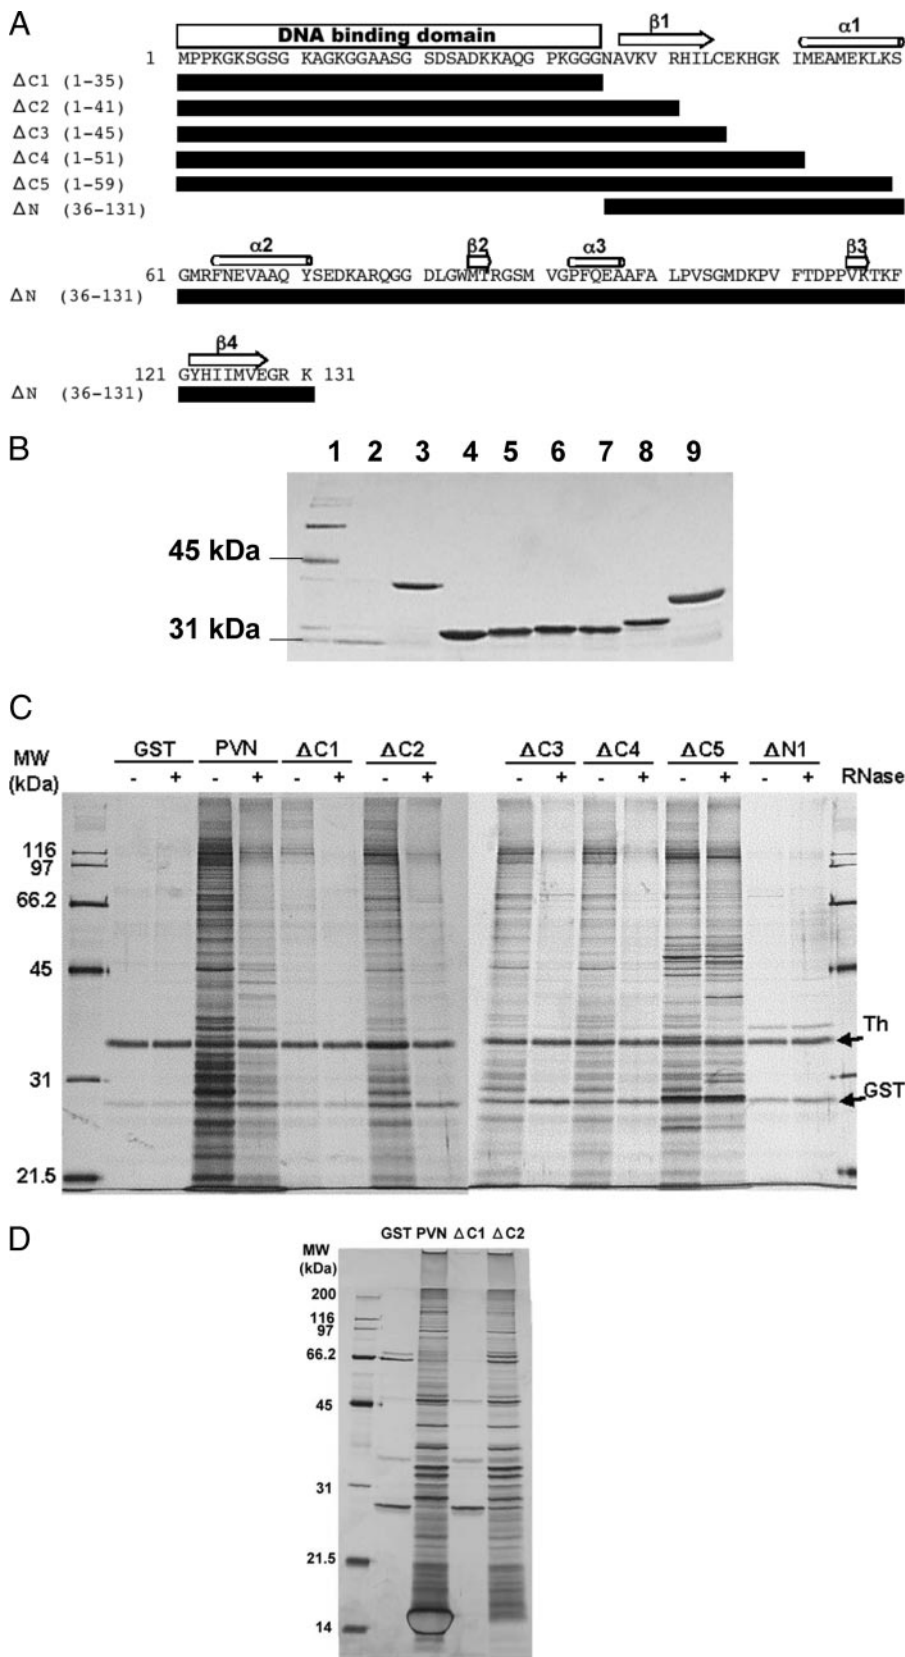 A
DNA binding domain
β1
α1
1 MPPKGKSGSG KAGKGGAASG SDSADKKAQG PKGGGNAVKV RHILCEKHGK IMEAMEKLKS
ΔC1 (1-35)
ΔC2 (1-41)
ΔC3 (1-45)
ΔC4 (1-51)
ΔC5 (1-59)
ΔN (36-131)
α2
β2
α3
β3
61 GMRFNEVAAQ YSEDKARQGG DLGWMTRGSM VGPFQEAAFA LPVSGMDKPV FTDPPVKTKF
ΔN (36-131)
β4
121 GYHIIMVEGR K 131
ΔN (36-131)
B
1 2 3 4 5 6 7 8 9
45 kDa
31 kDa
C
GST PVN ΔC1 ΔC2 ΔC3 ΔC4 ΔC5 ΔN1
MW
(kDa)
- + - + - + - + - + - + - + - + RNase
116
97
66.2
45
Th
31
GST
21.5
D
GST PVN ΔC1 ΔC2
MW
(kDa)
200
116
97
66.2
45
31
21.5
14